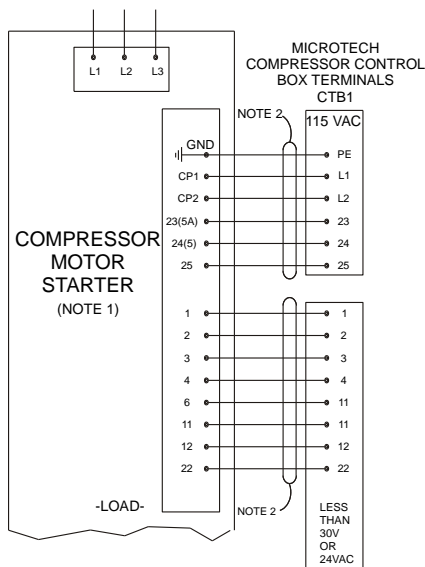 L1 L2 L3
MICROTECH
COMPRESSOR CONTROL
BOX TERMINALS
CTB1
115 VAC
NOTE 2
GND PE
CP1 L1
CP2 L2
23(5A) 23
24(5) 24
25 25
COMPRESSOR
MOTOR
STARTER
(NOTE 1)
1 1
2 2
3 3
4 4
6 11
11 11
12 12
22 22
-LOAD-
NOTE 2
LESS
THAN
30V
OR
24VAC